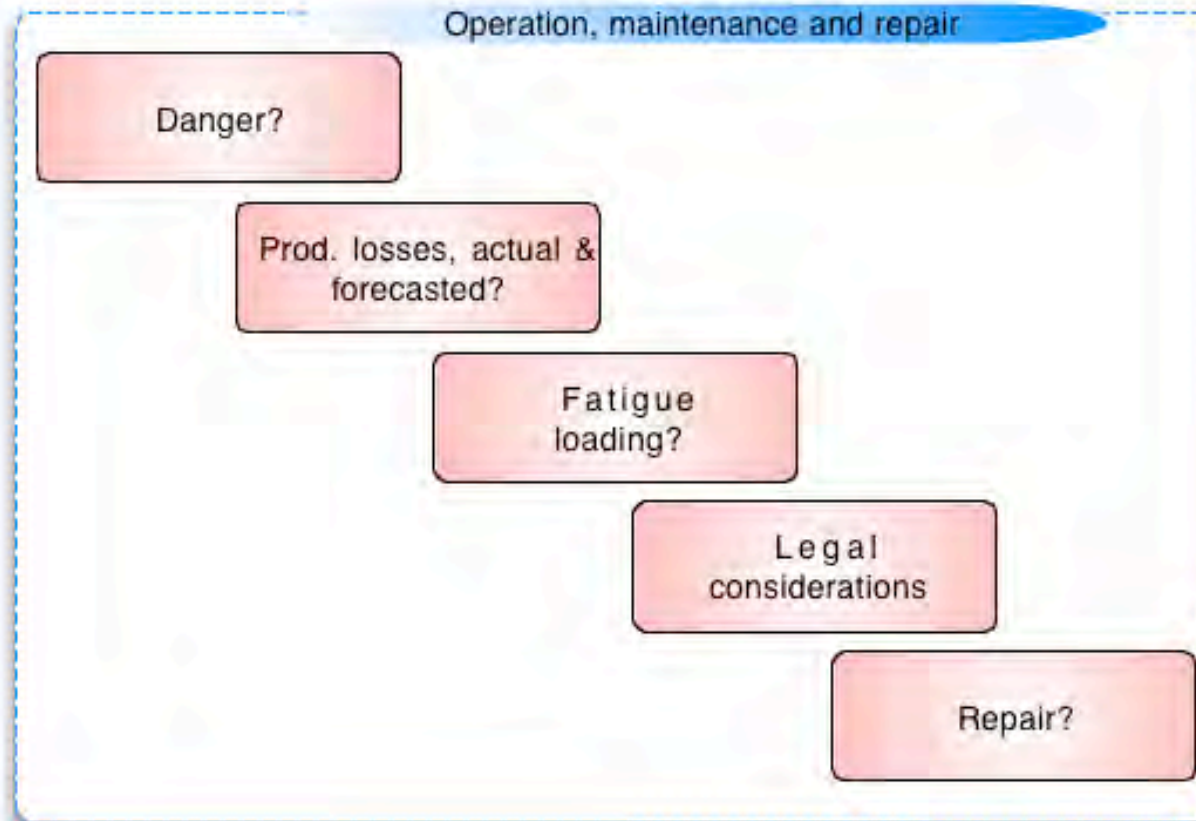 Operation, maintenance and repair
Danger?
Prod. losses, actual &
forecasted?
Fatigue
loading?
Legal
considerations
Repair?